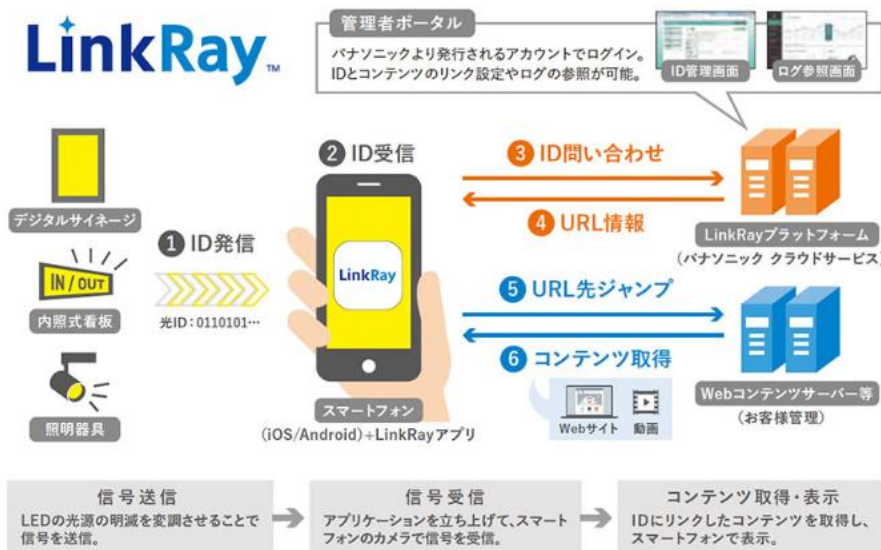 LinkRay™
管理者ポータル
パナソニックより発行されるアカウントでログイン。
IDとコンテンツのリンク設定やログの参照が可能。
ID管理画面
ログ参照画面
デジタルサイネージ
IN/OUT
内照式看板
照明器具
1 ID発信
光ID:0110101…
2 ID受信
LinkRay
スマートフォン
(iOS/Android)+LinkRayアプリ
3 ID問い合わせ
4 URL情報
LinkRayプラットフォーム
(パナソニック クラウドサービス)
5 URL先ジャンプ
6 コンテンツ取得
Webサイト 動画
Webコンテンツサーバー等
(お客様管理)
信号送信
LEDの光源の明滅を変調させることで
信号を送信。
信号受信
アプリケーションを立ち上げて、スマート
フォンのカメラで信号を受信。
コンテンツ取得・表示
IDにリンクしたコンテンツを取得し、
スマートフォンで表示。